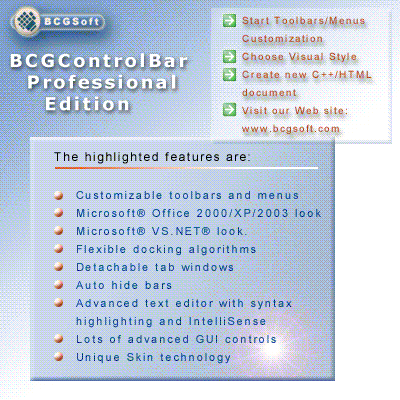 BCGSoft
BCGControlBar
Professional
Edition
Start Toolbars/Menus
Customization
Choose Visual Style
Create new C++/HTML
document
Visit our Web site:
www.bcgsoft.com
The highlighted features are:
Customizable toolbars and menus
Microsoft® Office 2000/XP/2003 look
Microsoft® VS.NET® look.
Flexible docking algorithms
Detachable tab windows
Auto hide bars
Advanced text editor with syntax
highlighting and IntelliSense
Lots of advanced GUI controls
Unique Skin technology